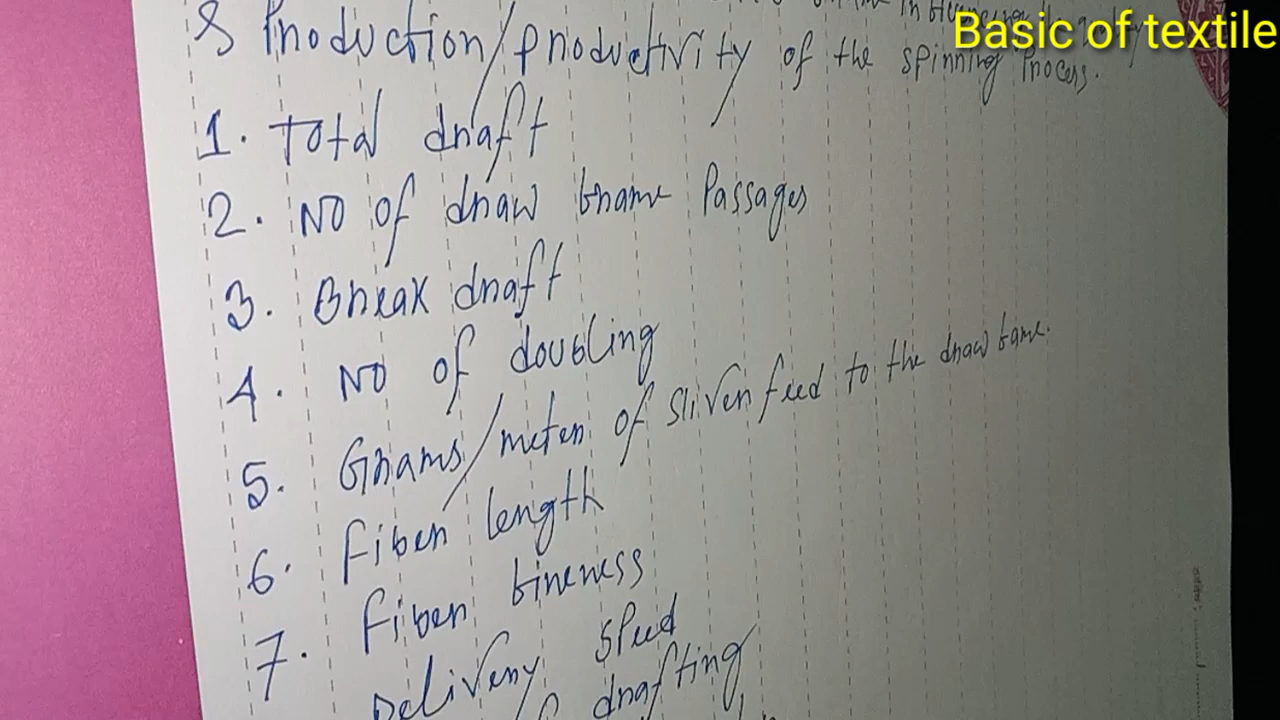 Basic of textile
& Production/productivity of the spinning Process.
1. Total draft
2. NO of draw frame Passages
3. Break draft
4. NO of doubling
5. Grams/meter of sliver feed to the draw fame.
6. Fiber length
7. Fiber fineness
Delivery speed
drafting